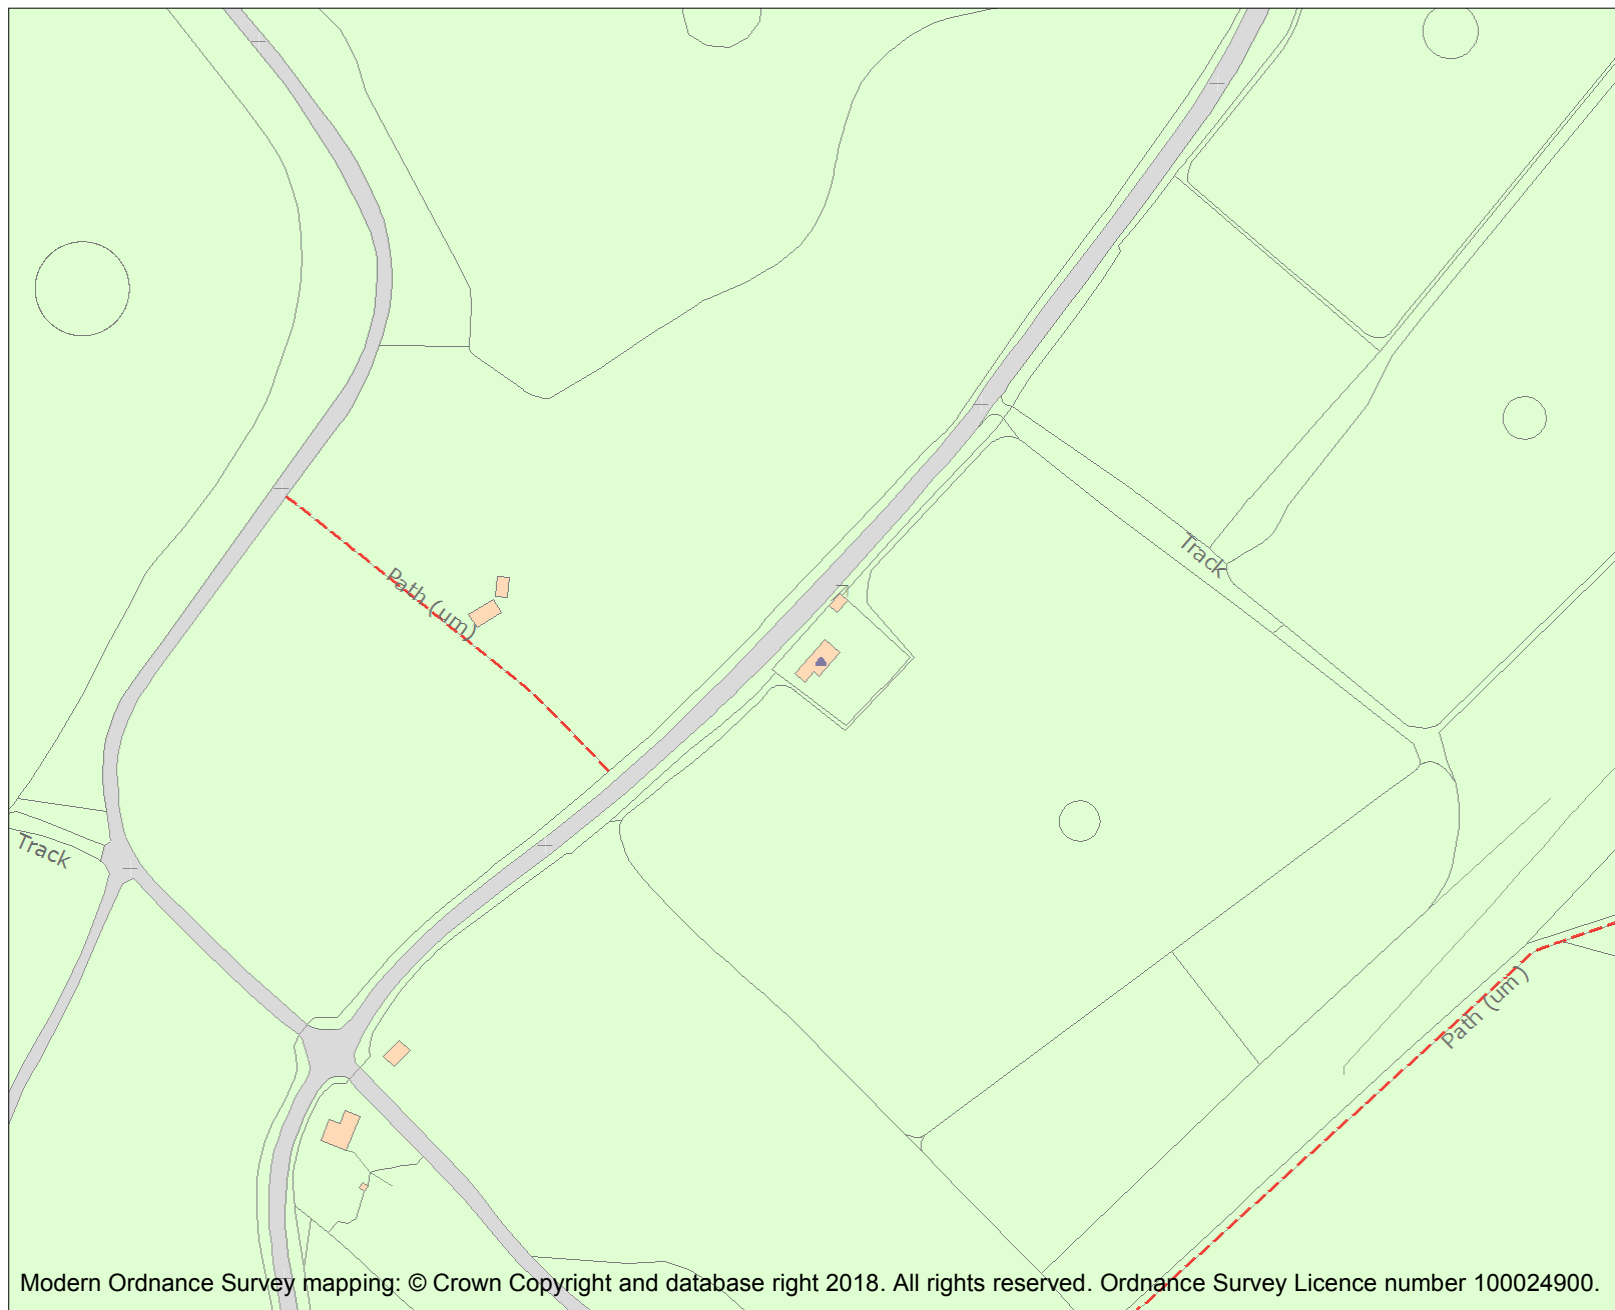 Track
Path (um)
Track
Path (um)
Modern Ordnance Survey mapping: © Crown Copyright and database right 2018. All rights reserved. Ordnance Survey Licence number 100024900.